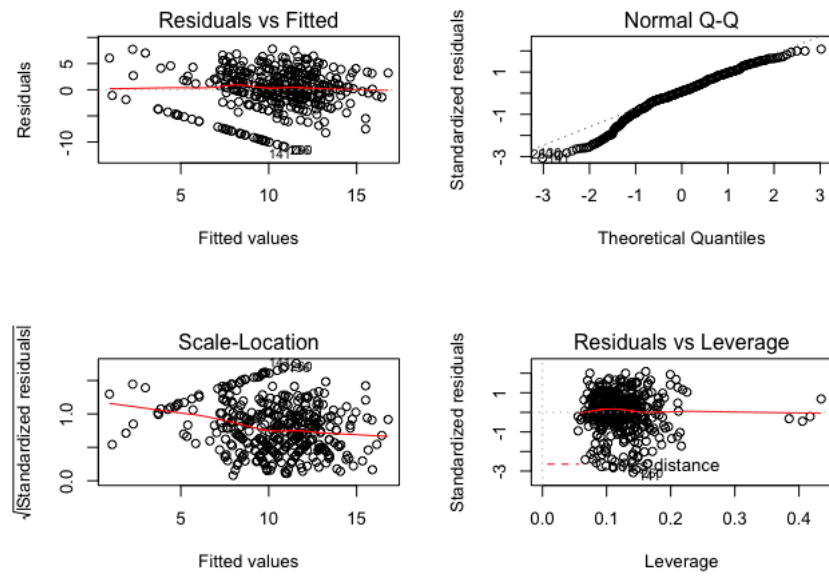 Residuals vs Fitted
Residuals
5
0
-10
5
10
15
Fitted values
141
Normal Q-Q
Standardized residuals
1
-1
-3
-3
-2
-1
0
1
2
3
Theoretical Quantiles
Scale-Location
√|Standardized residuals|
1.0
0.0
5
10
15
Fitted values
Residuals vs Leverage
Standardized residuals
1
-1
-3
distance
0.0
0.1
0.2
0.3
0.4
Leverage